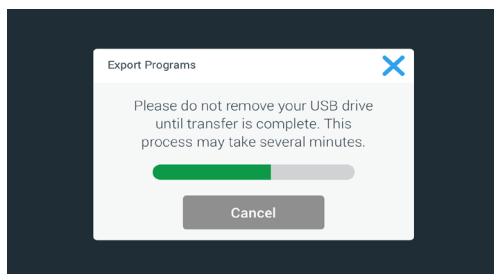 Export Programs
Please do not remove your USB drive
until transfer is complete. This
process may take several minutes.
Cancel